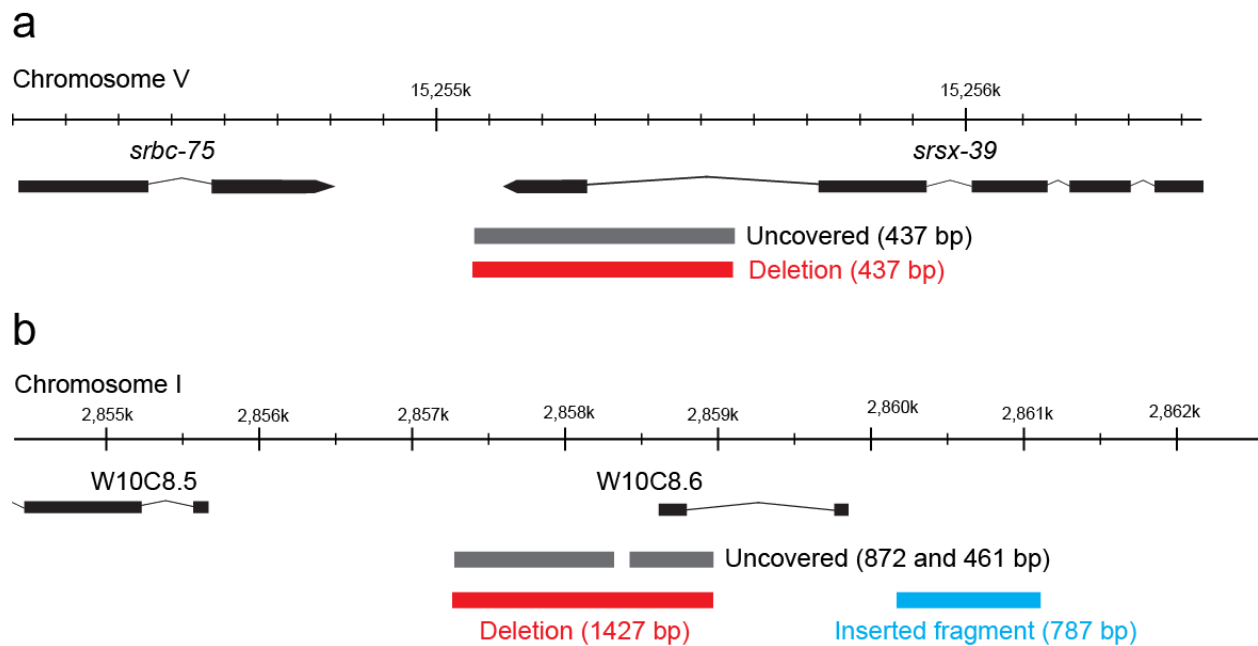 a
Chromosome V
15,255k 15,256k
srbc-75 srsx-39
Uncovered (437 bp)
Deletion (437 bp)
b
Chromosome I
2,855k 2,856k 2,857k 2,858k 2,859k 2,860k 2,861k 2,862k
W10C8.5 W10C8.6
Uncovered (872 and 461 bp)
Deletion (1427 bp) Inserted fragment (787 bp)